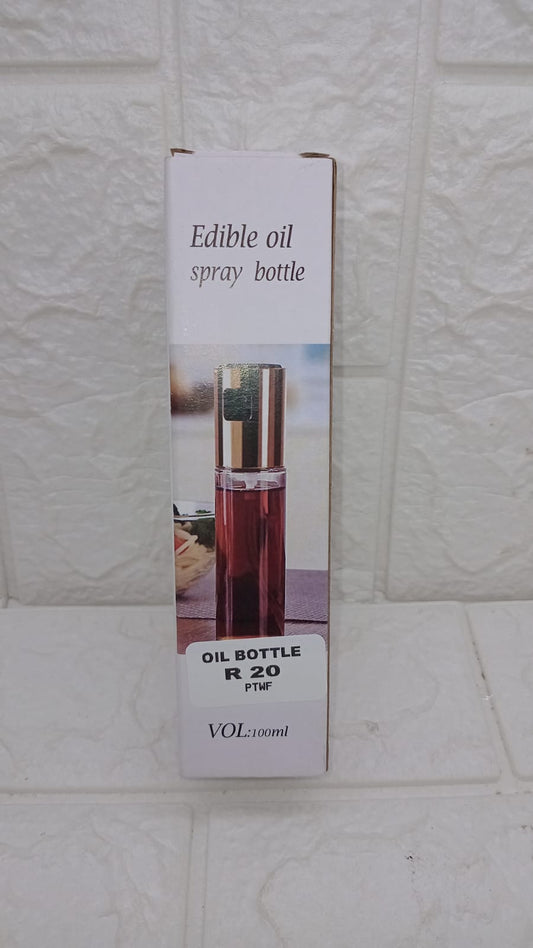 Edible oil
spray bottle
OIL BOTTLE
R 20
PTWF
VOL:100ml